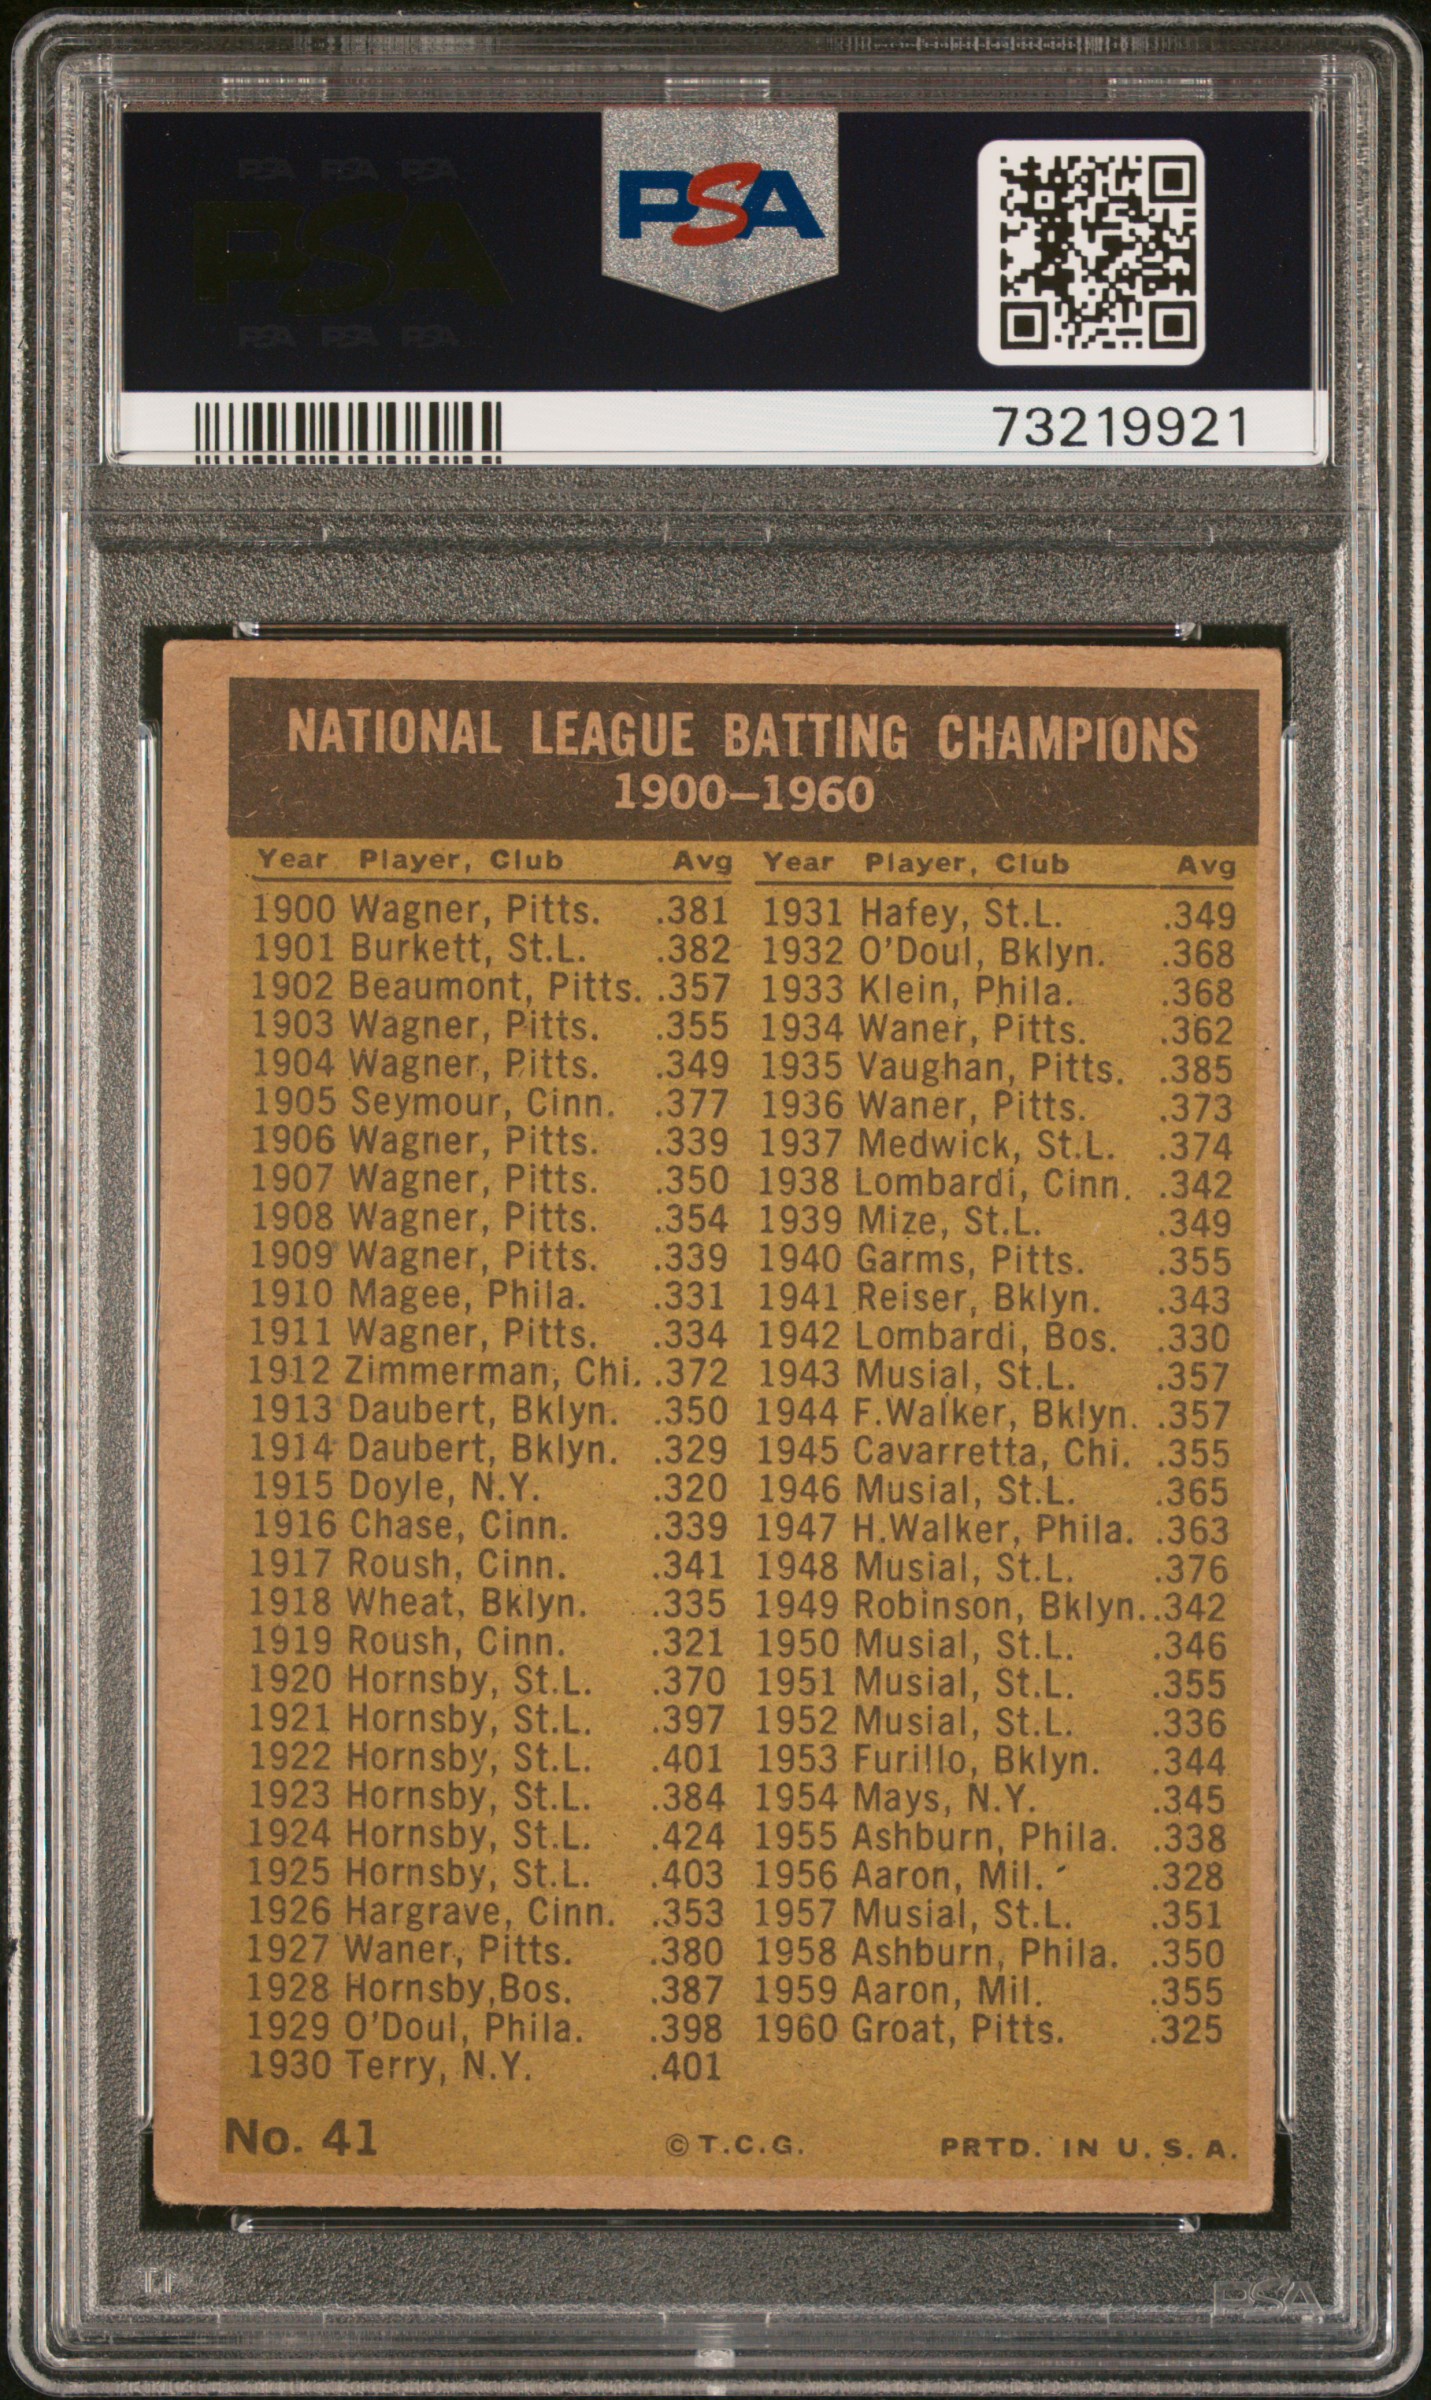 PSA PSA PSA
PSA
PSA PSA PSA
PSA
73219921
NATIONAL LEAGUE BATTING CHAMPIONS
1900–1960
Year Player, Club Avg Year Player, Club Avg
1900 Wagner, Pitts. .381 1931 Hafey, St.L. .349
1901 Burkett, St.L. .382 1932 O'Doul, Bklyn. .368
1902 Beaumont, Pitts. .357 1933 Klein, Phila. .368
1903 Wagner, Pitts. .355 1934 Waner, Pitts. .362
1904 Wagner, Pitts. .349 1935 Vaughan, Pitts. .385
1905 Seymour, Cinn. .377 1936 Waner, Pitts. .373
1906 Wagner, Pitts. .339 1937 Medwick, St.L. .374
1907 Wagner, Pitts. .350 1938 Lombardi, Cinn. .342
1908 Wagner, Pitts. .354 1939 Mize, St.L. .349
1909 Wagner, Pitts. .339 1940 Garms, Pitts. .355
1910 Magee, Phila. .331 1941 Reiser, Bklyn. .343
1911 Wagner, Pitts. .334 1942 Lombardi, Bos. .330
1912 Zimmerman, Chi. .372 1943 Musial, St.L. .357
1913 Daubert, Bklyn. .350 1944 F.Walker, Bklyn. .357
1914 Daubert, Bklyn. .329 1945 Cavarretta, Chi. .355
1915 Doyle, N.Y. .320 1946 Musial, St.L. .365
1916 Chase, Cinn. .339 1947 H.Walker, Phila. .363
1917 Roush, Cinn. .341 1948 Musial, St.L. .376
1918 Wheat, Bklyn. .335 1949 Robinson, Bklyn. .342
1919 Roush, Cinn. .321 1950 Musial, St.L. .346
1920 Hornsby, St.L. .370 1951 Musial, St.L. .355
1921 Hornsby, St.L. .397 1952 Musial, St.L. .336
1922 Hornsby, St.L. .401 1953 Furillo, Bklyn. .344
1923 Hornsby, St.L. .384 1954 Mays, N.Y. .345
1924 Hornsby, St.L. .424 1955 Ashburn, Phila. .338
1925 Hornsby, St.L. .403 1956 Aaron, Mil. .328
1926 Hargrave, Cinn. .353 1957 Musial, St.L. .351
1927 Waner, Pitts. .380 1958 Ashburn, Phila. .350
1928 Hornsby,Bos. .387 1959 Aaron, Mil. .355
1929 O'Doul, Phila. .398 1960 Groat, Pitts. .325
1930 Terry, N.Y. .401
No. 41 © T.C.G. PRTD. IN U.S.A.
PSA